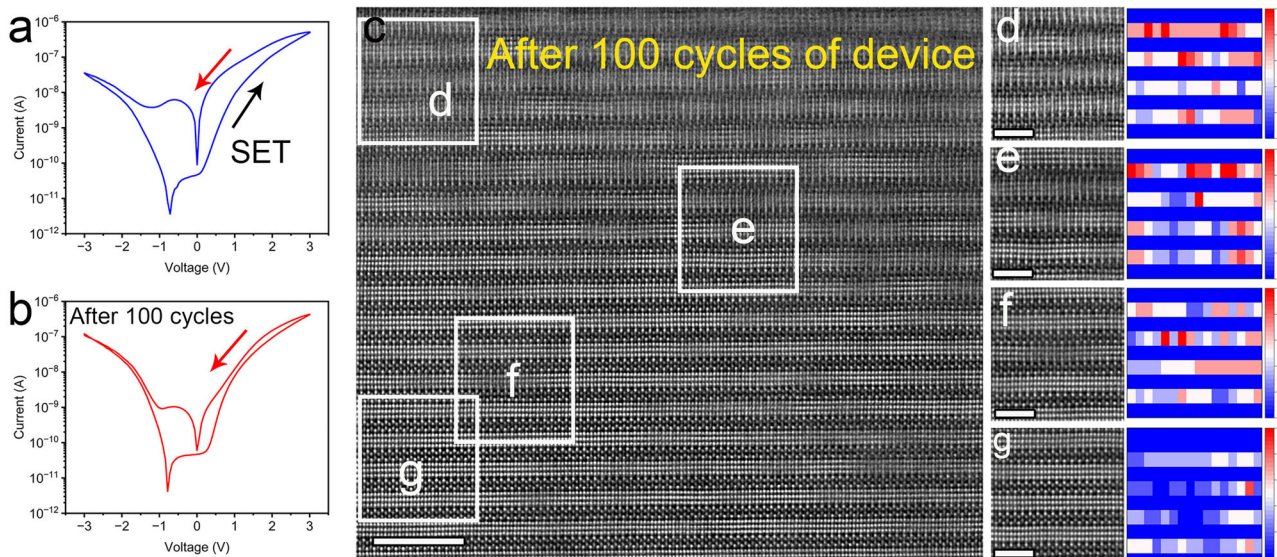 a
10⁻⁶
10⁻⁷
10⁻⁸
10⁻⁹
10⁻¹⁰
10⁻¹¹
10⁻¹²
Current (A)
SET
−3 −2 −1 0 1 2 3
Voltage (V)
b
After 100 cycles
10⁻⁶
10⁻⁷
10⁻⁸
10⁻⁹
10⁻¹⁰
10⁻¹¹
10⁻¹²
Current (A)
−3 −2 −1 0 1 2 3
Voltage (V)
c
After 100 cycles of device
d
e
f
g
d
e
f
g